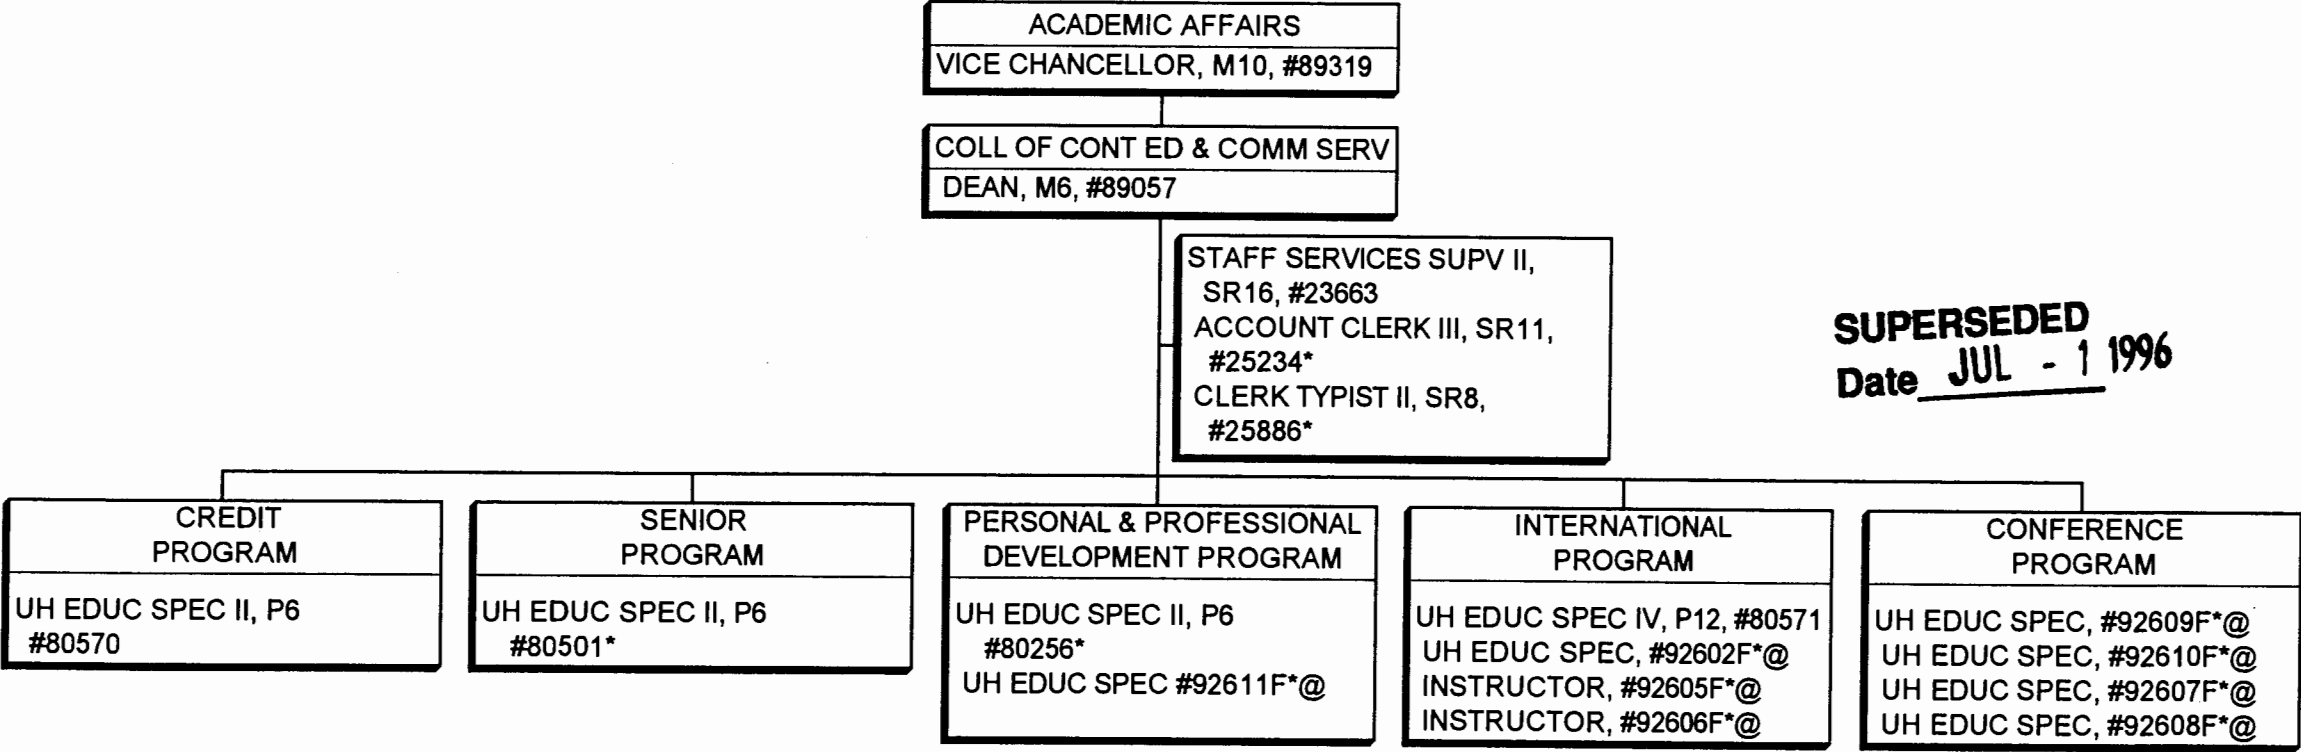 ACADEMIC AFFAIRS
VICE CHANCELLOR, M10, #89319
COLL OF CONT ED & COMM SERV
DEAN, M6, #89057
STAFF SERVICES SUPV II,
SR16, #23663
ACCOUNT CLERK III, SR11,
#25234*
CLERK TYPIST II, SR8,
#25886*
SUPERSEDED
Date JUL - 1 1996
CREDIT
PROGRAM
UH EDUC SPEC II, P6
#80570
SENIOR
PROGRAM
UH EDUC SPEC II, P6
#80501*
PERSONAL & PROFESSIONAL
DEVELOPMENT PROGRAM
UH EDUC SPEC II, P6
#80256*
UH EDUC SPEC #92611F*@
INTERNATIONAL
PROGRAM
UH EDUC SPEC IV, P12, #80571
UH EDUC SPEC, #92602F*@
INSTRUCTOR, #92605F*@
INSTRUCTOR, #92606F*@
CONFERENCE
PROGRAM
UH EDUC SPEC, #92609F*@
UH EDUC SPEC, #92610F*@
UH EDUC SPEC, #92607F*@
UH EDUC SPEC, #92608F*@